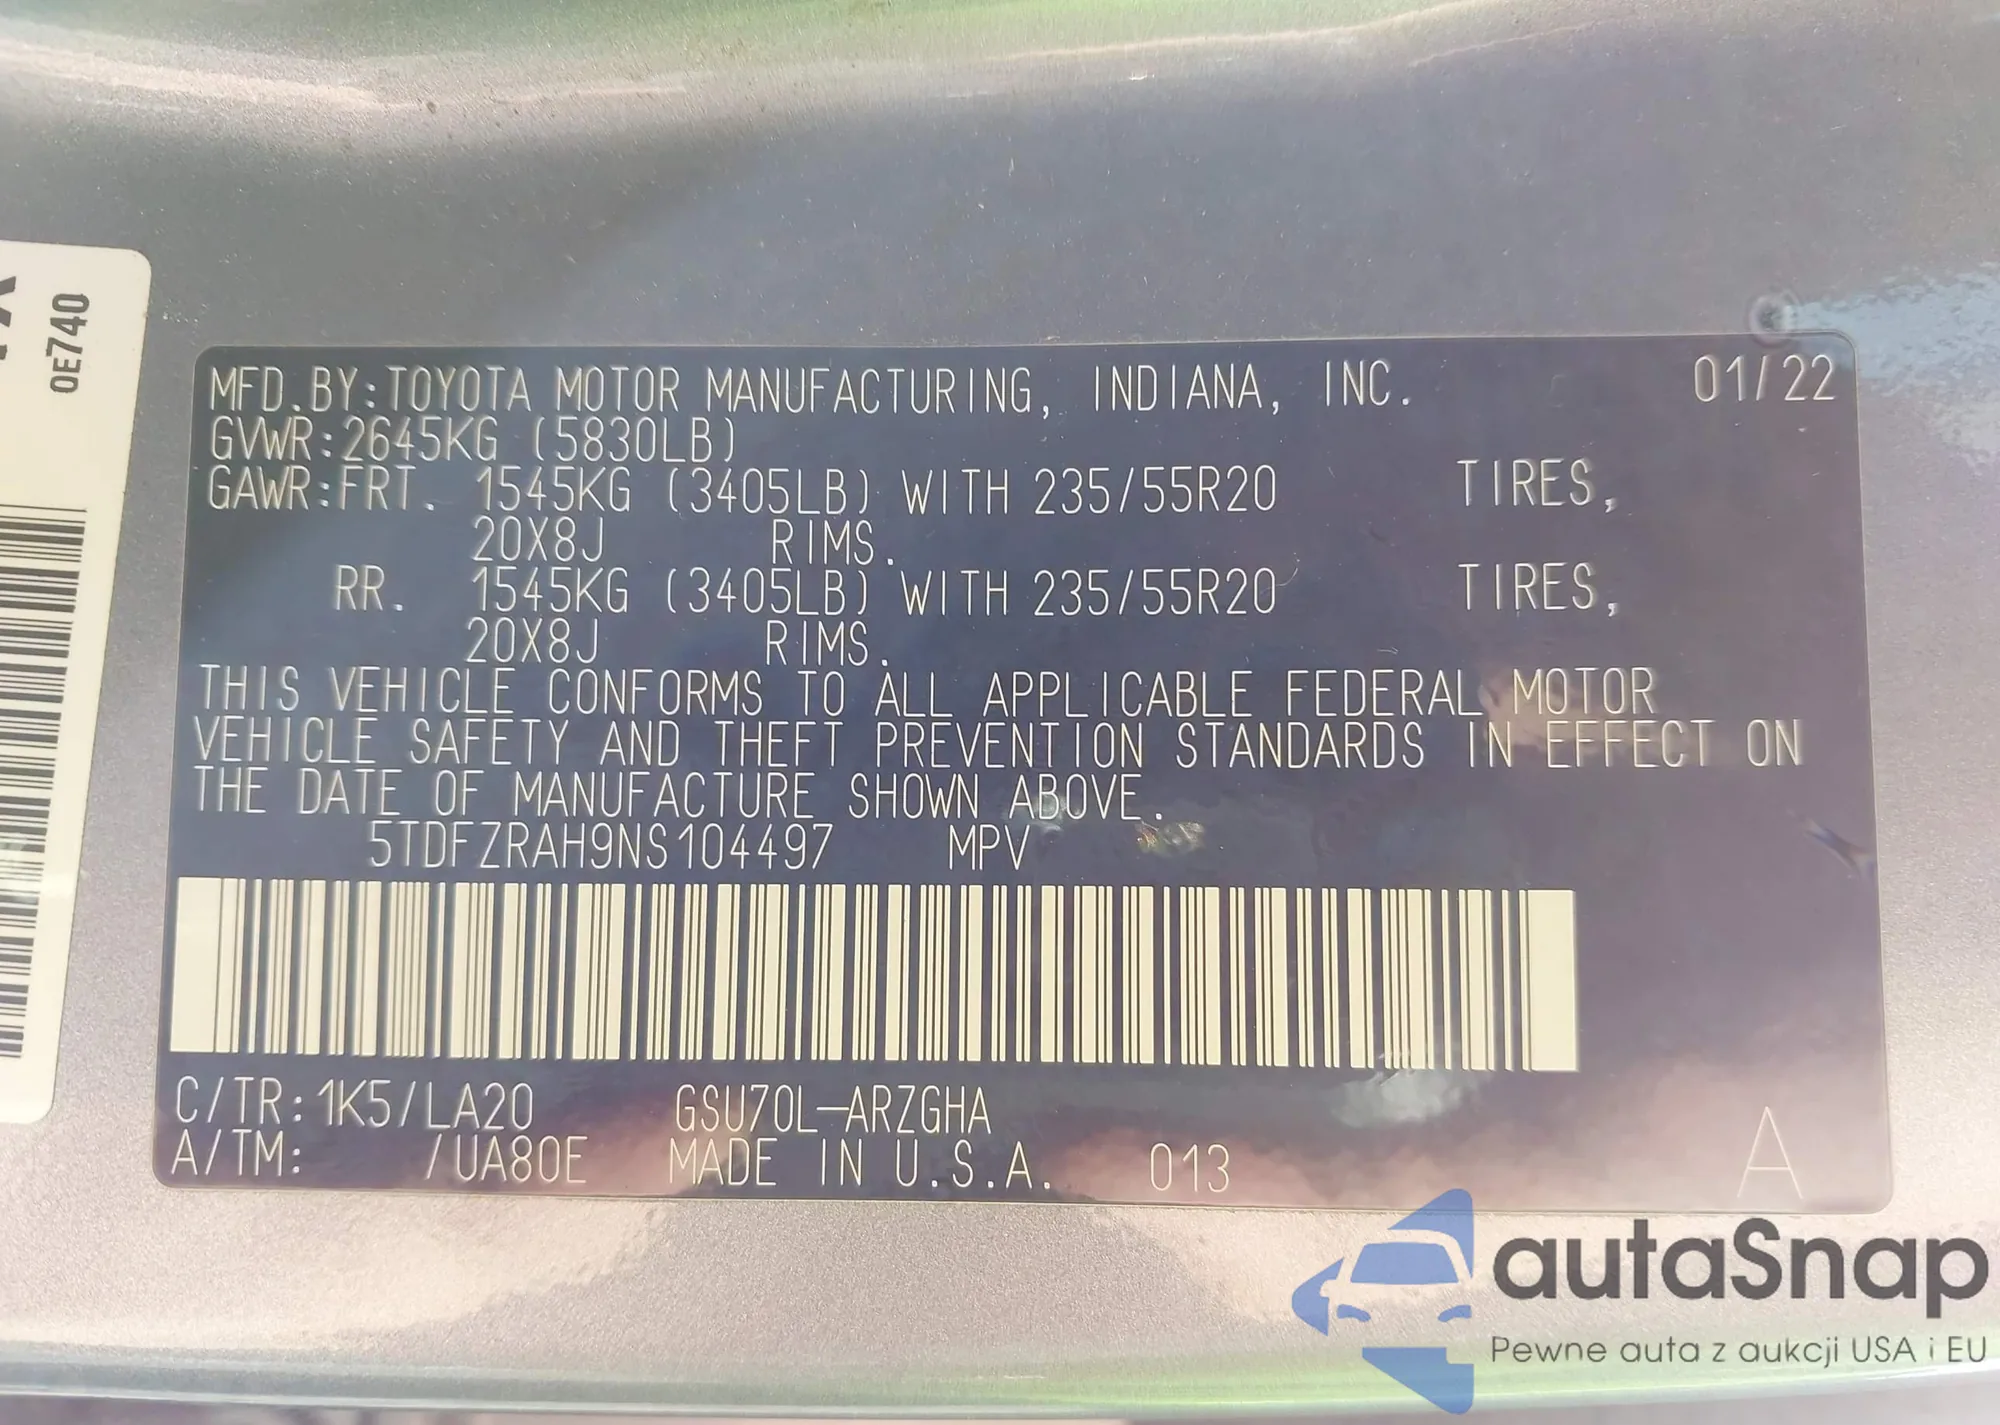 0E740
MFD.BY:TOYOTA MOTOR MANUFACTURING, INDIANA, INC. 01/22
GVWR:2645KG (5830LB)
GAWR:FRT. 1545KG (3405LB) WITH 235/55R20 TIRES,
20X8J RIMS.
RR. 1545KG (3405LB) WITH 235/55R20 TIRES,
20X8J RIMS.
THIS VEHICLE CONFORMS TO ALL APPLICABLE FEDERAL MOTOR
VEHICLE SAFETY AND THEFT PREVENTION STANDARDS IN EFFECT ON
THE DATE OF MANUFACTURE SHOWN ABOVE.
5TDFZRAH9NS104497 MPV
C/TR:1K5/LA20 GSU70L-ARZGHA
A/TM: /UA80E MADE IN U.S.A. 013 A
autaSnap
Pewne auta z aukcji USA i EU